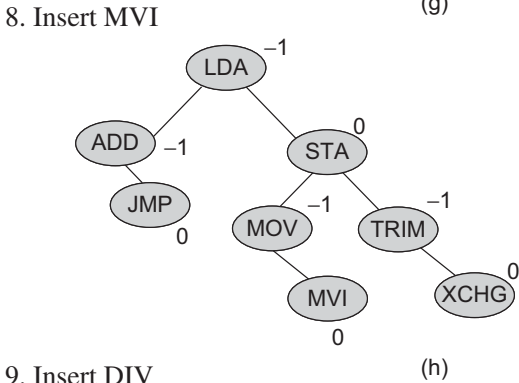 (g)
8. Insert MVI
LDA –1
ADD –1
STA 0
JMP 0
MOV –1
TRIM –1
MVI 0
XCHG 0
(h)
9. Insert DIV